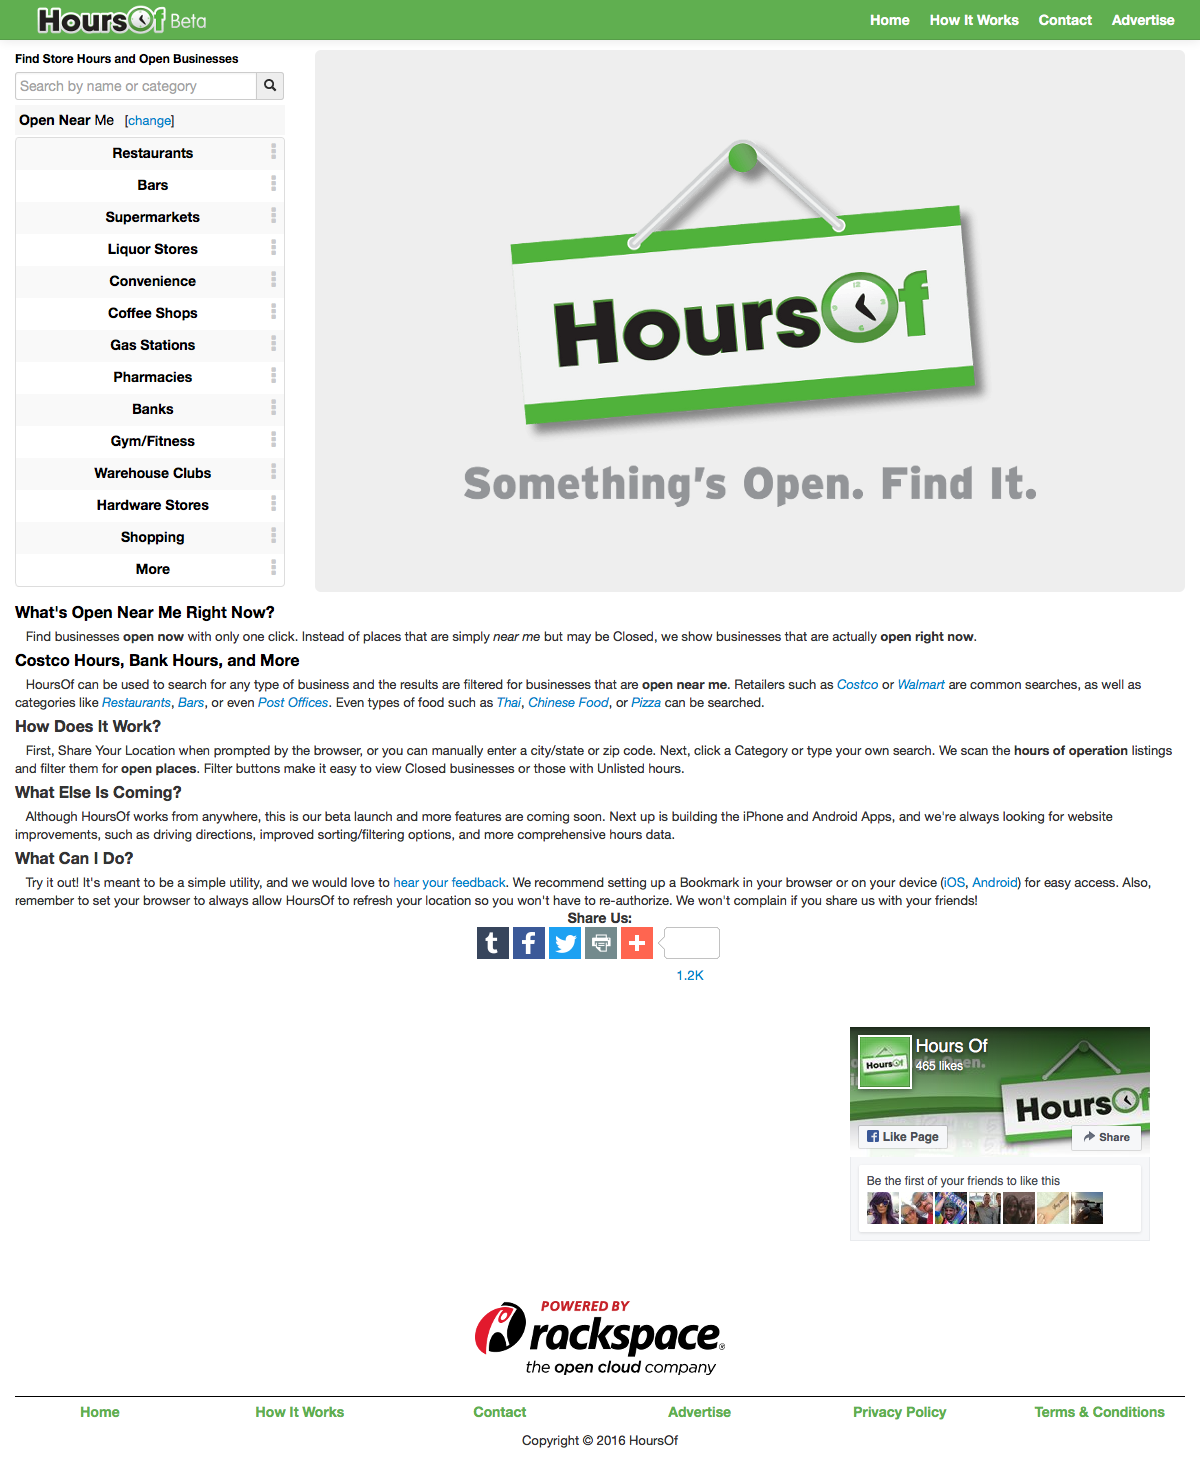 HoursOf Beta
Home How It Works Contact Advertise
Find Store Hours and Open Businesses
Search by name or category
Open Near Me [change]
Restaurants
Bars
Supermarkets
Liquor Stores
Convenience
Coffee Shops
Gas Stations
Pharmacies
Banks
Gym/Fitness
Warehouse Clubs
Hardware Stores
Shopping
More
HoursOf
Something's Open. Find It.
What's Open Near Me Right Now?
Find businesses open now with only one click. Instead of places that are simply near me but may be Closed, we show businesses that are actually open right now.
Costco Hours, Bank Hours, and More
HoursOf can be used to search for any type of business and the results are filtered for businesses that are open near me. Retailers such as Costco or Walmart are common searches, as well as
categories like Restaurants, Bars, or even Post Offices. Even types of food such as Thai, Chinese Food, or Pizza can be searched.
How Does It Work?
First, Share Your Location when prompted by the browser, or you can manually enter a city/state or zip code. Next, click a Category or type your own search. We scan the hours of operation listings
and filter them for open places. Filter buttons make it easy to view Closed businesses or those with Unlisted hours.
What Else Is Coming?
Although HoursOf works from anywhere, this is our beta launch and more features are coming soon. Next up is building the iPhone and Android Apps, and we're always looking for website
improvements, such as driving directions, improved sorting/filtering options, and more comprehensive hours data.
What Can I Do?
Try it out! It's meant to be a simple utility, and we would love to hear your feedback. We recommend setting up a Bookmark in your browser or on your device (iOS, Android) for easy access. Also,
remember to set your browser to always allow HoursOf to refresh your location so you won't have to re-authorize. We won't complain if you share us with your friends!
Share Us:
1.2K
Hours Of
465 likes
HoursOf
HoursOf
Like Page
Share
Be the first of your friends to like this
POWERED BY
rackspace®
the open cloud company
Home How It Works Contact Advertise Privacy Policy Terms & Conditions
Copyright © 2016 HoursOf